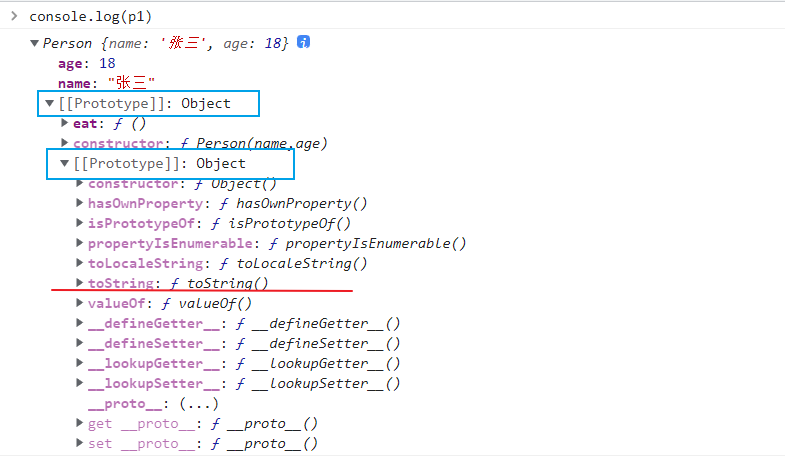 console.log(p1)
Person {name: '张三', age: 18} i
age: 18
name: "张三"
[[Prototype]]: Object
eat: ƒ ()
constructor: ƒ Person(name,age)
[[Prototype]]: Object
constructor: ƒ Object()
hasOwnProperty: ƒ hasOwnProperty()
isPrototypeOf: ƒ isPrototypeOf()
propertyIsEnumerable: ƒ propertyIsEnumerable()
toLocaleString: ƒ toLocaleString()
toString: ƒ toString()
valueOf: ƒ valueOf()
__defineGetter__: ƒ __defineGetter__()
__defineSetter__: ƒ __defineSetter__()
__lookupGetter__: ƒ __lookupGetter__()
__lookupSetter__: ƒ __lookupSetter__()
__proto__: (...)
get __proto__: ƒ __proto__()
set __proto__: ƒ __proto__()